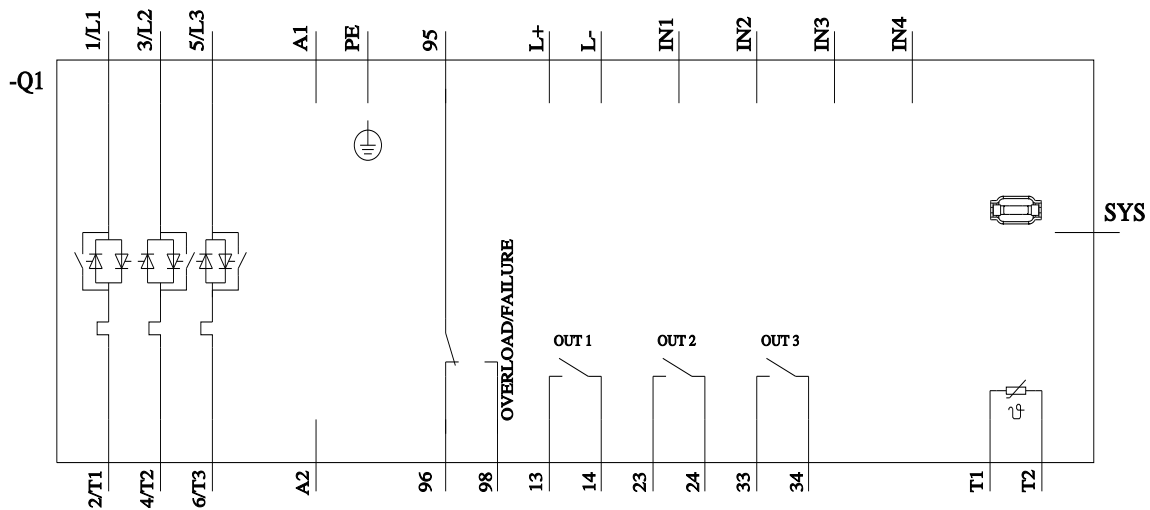 1/L1
3/L2
5/L3
A1
PE
95
L+
L-
IN1
IN2
IN3
IN4
-Q1
SYS
OVERLOAD/FAILURE
OUT 1
OUT 2
OUT 3
ϑ
2/T1
4/T2
6/T3
A2
96
98
13
14
23
24
33
34
T1
T2